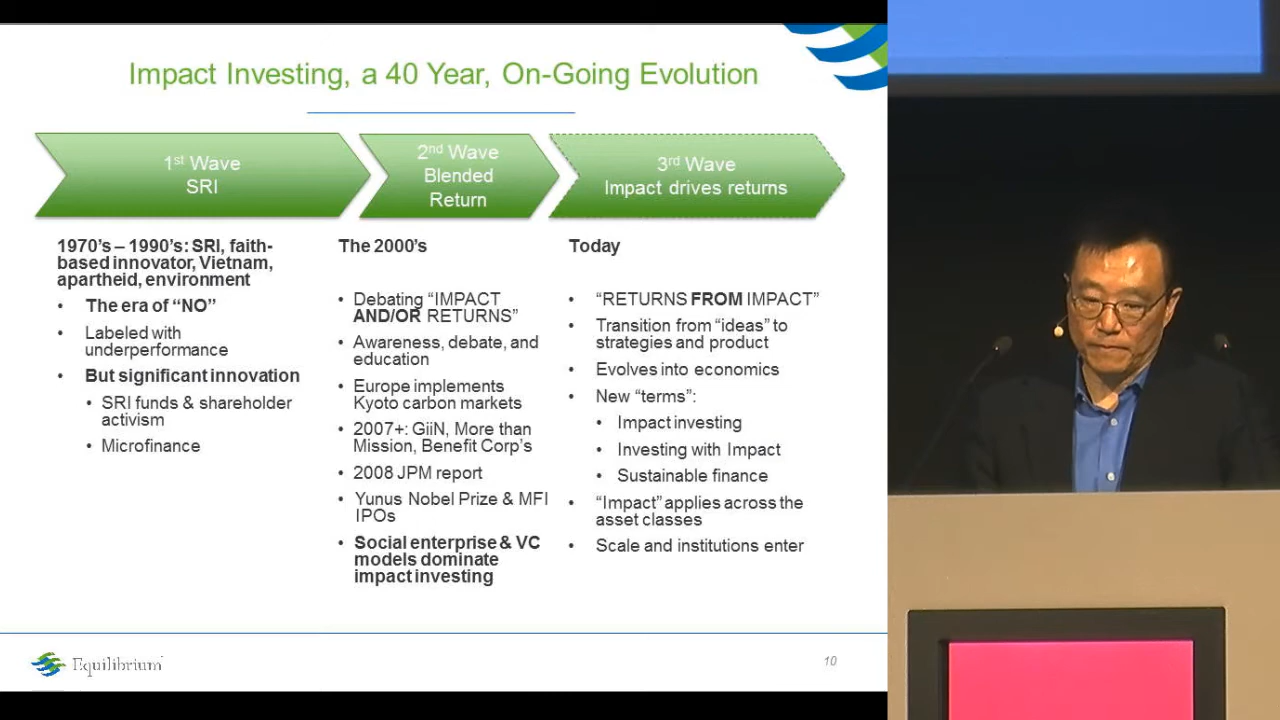 Impact Investing, a 40 Year, On-Going Evolution
1st Wave
SRI
2nd Wave
Blended
Return
3rd Wave
Impact drives returns
1970’s – 1990’s: SRI, faith-
based innovator, Vietnam,
apartheid, environment
• The era of “NO”
• Labeled with
underperformance
• But significant innovation
• SRI funds & shareholder
activism
• Microfinance
The 2000’s
• Debating “IMPACT
AND/OR RETURNS”
• Awareness, debate, and
education
• Europe implements
Kyoto carbon markets
• 2007+: GiiN, More than
Mission, Benefit Corp’s
• 2008 JPM report
• Yunus Nobel Prize & MFI
IPOs
• Social enterprise & VC
models dominate
impact investing
Today
• “RETURNS FROM IMPACT”
• Transition from “ideas” to
strategies and product
• Evolves into economics
• New “terms”:
• Impact investing
• Investing with Impact
• Sustainable finance
• “Impact” applies across the
asset classes
• Scale and institutions enter
Equilibrium
10